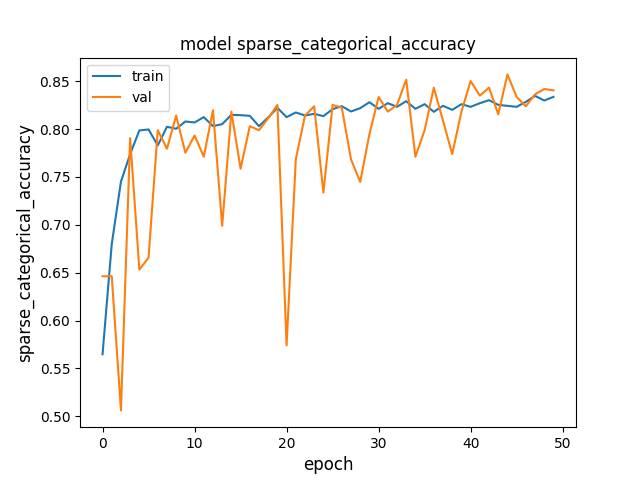 model sparse_categorical_accuracy
train
val
sparse_categorical_accuracy
0.85
0.80
0.75
0.70
0.65
0.60
0.55
0.50
0 10 20 30 40 50
epoch